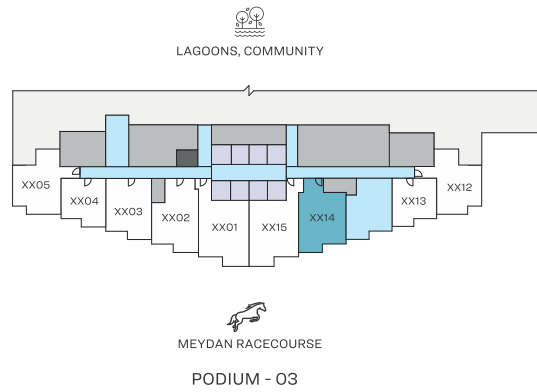 LAGOONS, COMMUNITY
XX05
XX04
XX03
XX02
XX01
XX15
XX14
XX13
XX12
MEYDAN RACECOURSE
PODIUM - 03